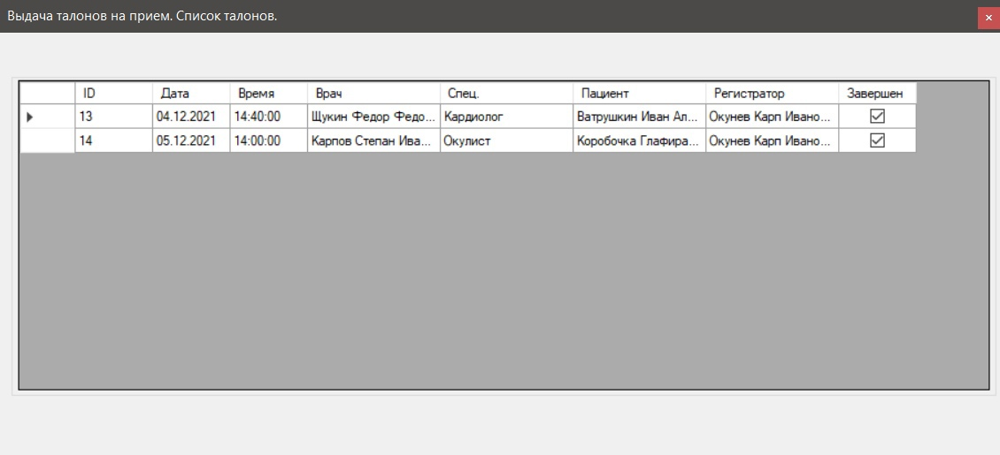 Выдача талонов на прием. Список талонов.
ID Дата Время Врач Спец. Пациент Регистратор Завершен
13 04.12.2021 14:40:00 Щукин Федор Федо... Кардиолог Ватрушкин Иван Ал... Окунев Карп Ивано...
14 05.12.2021 14:00:00 Карпов Степан Ива... Окулист Коробочка Глафира... Окунев Карп Ивано...